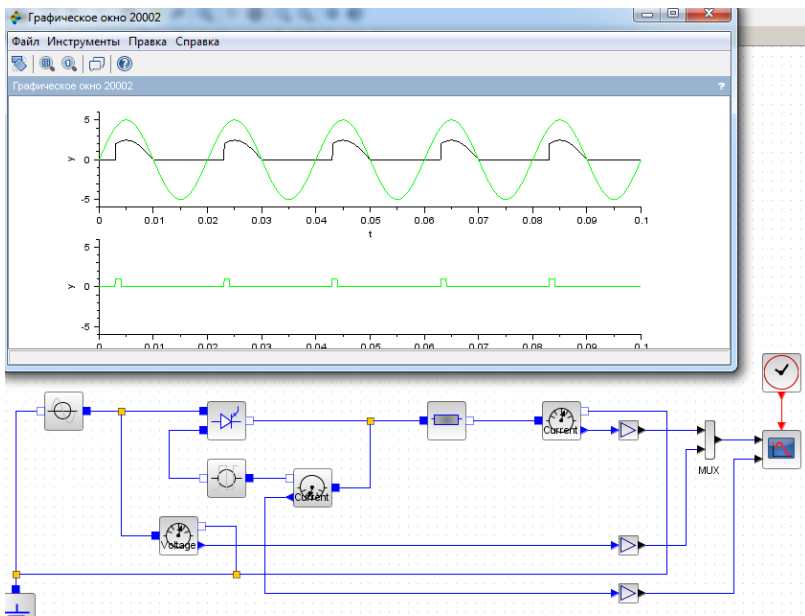 Графическое окно 20002
Файл Инструменты Правка Справка
Графическое окно 20002 ?
5
y 0
-5
0 0.01 0.02 0.03 0.04 0.05 0.06 0.07 0.08 0.09 0.1
t
5
y 0
-5
0 0.01 0.02 0.03 0.04 0.05 0.06 0.07 0.08 0.09 0.1
Current
MUX
Current
Voltage